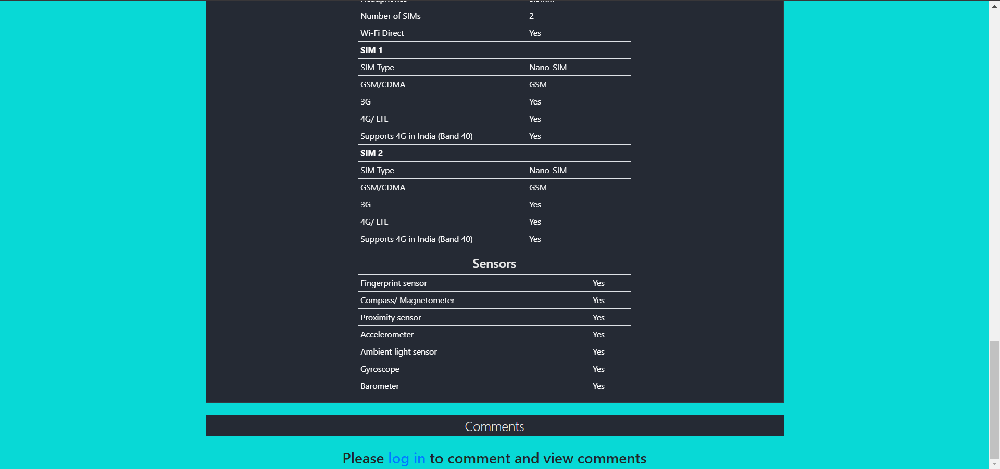 Headphones 3.5mm
Number of SIMs 2
Wi-Fi Direct Yes
SIM 1
SIM Type Nano-SIM
GSM/CDMA GSM
3G Yes
4G/ LTE Yes
Supports 4G in India (Band 40) Yes
SIM 2
SIM Type Nano-SIM
GSM/CDMA GSM
3G Yes
4G/ LTE Yes
Supports 4G in India (Band 40) Yes
Sensors
Fingerprint sensor Yes
Compass/ Magnetometer Yes
Proximity sensor Yes
Accelerometer Yes
Ambient light sensor Yes
Gyroscope Yes
Barometer Yes
Comments
Please log in to comment and view comments